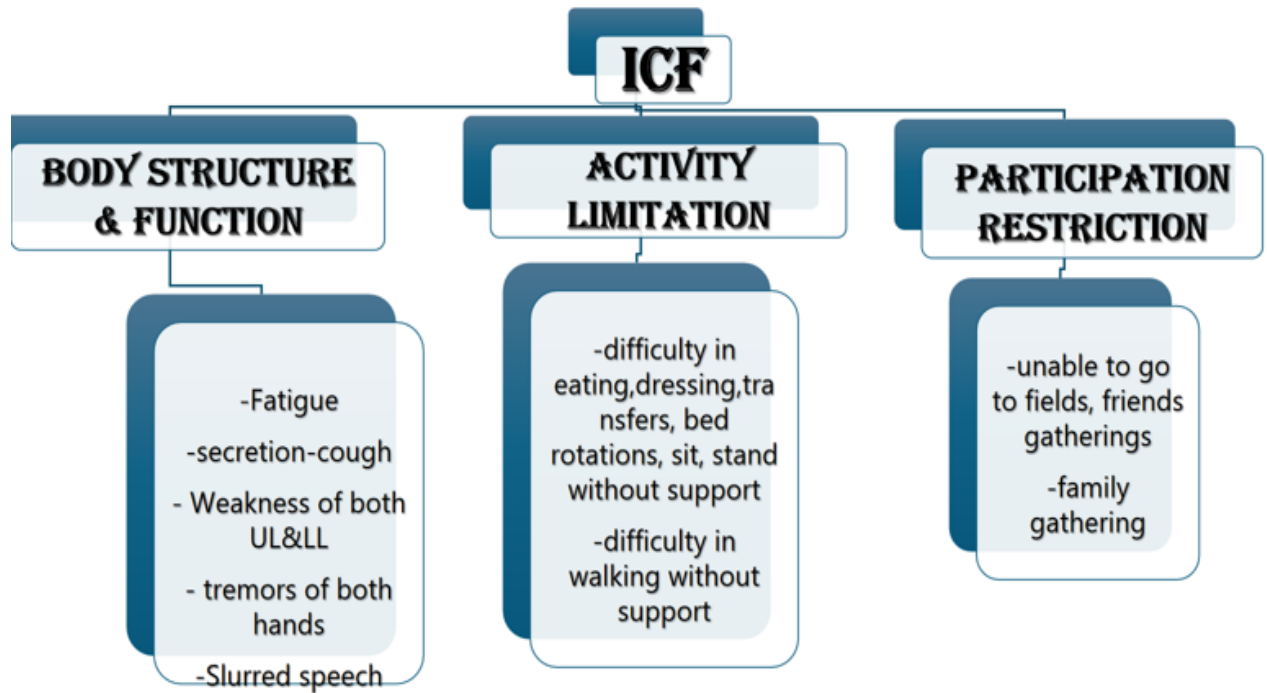 ICF
BODY STRUCTURE
& FUNCTION
-Fatigue
-secretion-cough
- Weakness of both
UL&LL
- tremors of both
hands
-Slurred speech
ACTIVITY
LIMITATION
-difficulty in
eating,dressing,tra
nsfers, bed
rotations, sit, stand
without support
-difficulty in
walking without
support
PARTICIPATION
RESTRICTION
-unable to go
to fields, friends
gatherings
-family
gathering